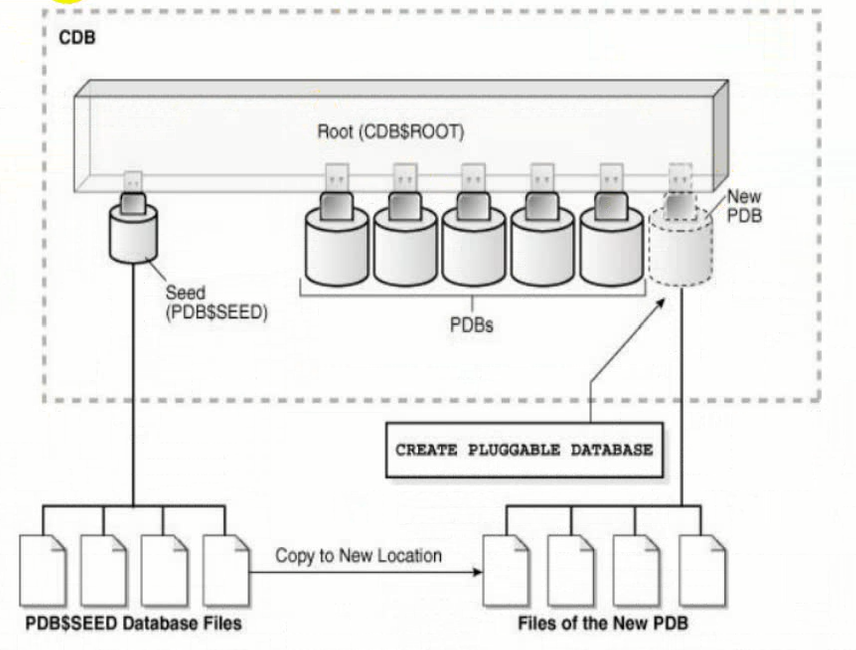 CDB
Root (CDB$ROOT)
New
PDB
Seed
(PDB$SEED)
PDBs
CREATE PLUGGABLE DATABASE
Copy to New Location
PDB$SEED Database Files
Files of the New PDB